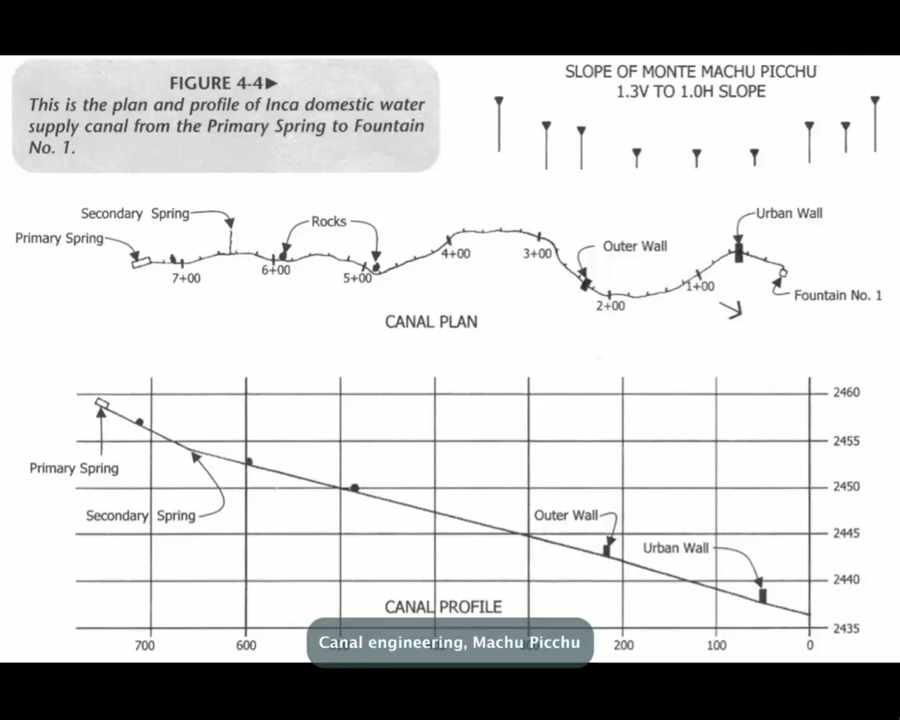 FIGURE 4-4►
This is the plan and profile of Inca domestic water
supply canal from the Primary Spring to Fountain
No. 1.
SLOPE OF MONTE MACHU PICCHU
1.3V TO 1.0H SLOPE
Secondary Spring
Primary Spring
Rocks
Urban Wall
Outer Wall
Fountain No. 1
7+00
6+00
5+00
4+00
3+00
2+00
1+00
CANAL PLAN
2460
2455
2450
2445
2440
2435
Primary Spring
Secondary Spring
Outer Wall
Urban Wall
CANAL PROFILE
Canal engineering, Machu Picchu
700
600
200
100
0